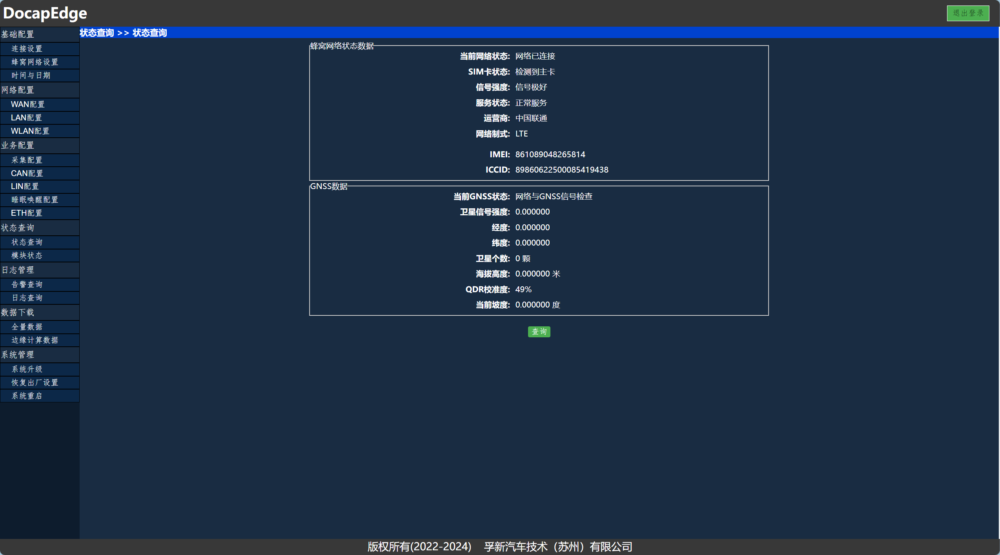 DocapEdge
退出登录
基础配置
连接设置
蜂窝网络设置
时间与日期
网络配置
WAN配置
LAN配置
WLAN配置
业务配置
采集配置
CAN配置
LIN配置
睡眠唤醒配置
ETH配置
状态查询
状态查询
模块状态
日志管理
告警查询
日志查询
数据下载
全量数据
边缘计算数据
系统管理
系统升级
恢复出厂设置
系统重启
状态查询 >> 状态查询
蜂窝网络状态数据
当前网络状态: 网络已连接
SIM卡状态: 检测到主卡
信号强度: 信号极好
服务状态: 正常服务
运营商: 中国联通
网络制式: LTE
IMEI: 861089048265814
ICCID: 89860622500085419438
GNSS数据
当前GNSS状态: 网络与GNSS信号检查
卫星信号强度: 0.000000
经度: 0.000000
纬度: 0.000000
卫星个数: 0 颗
海拔高度: 0.000000 米
QDR校准度: 49%
当前坡度: 0.000000 度
查询
版权所有(2022-2024) 孚新汽车技术（苏州）有限公司